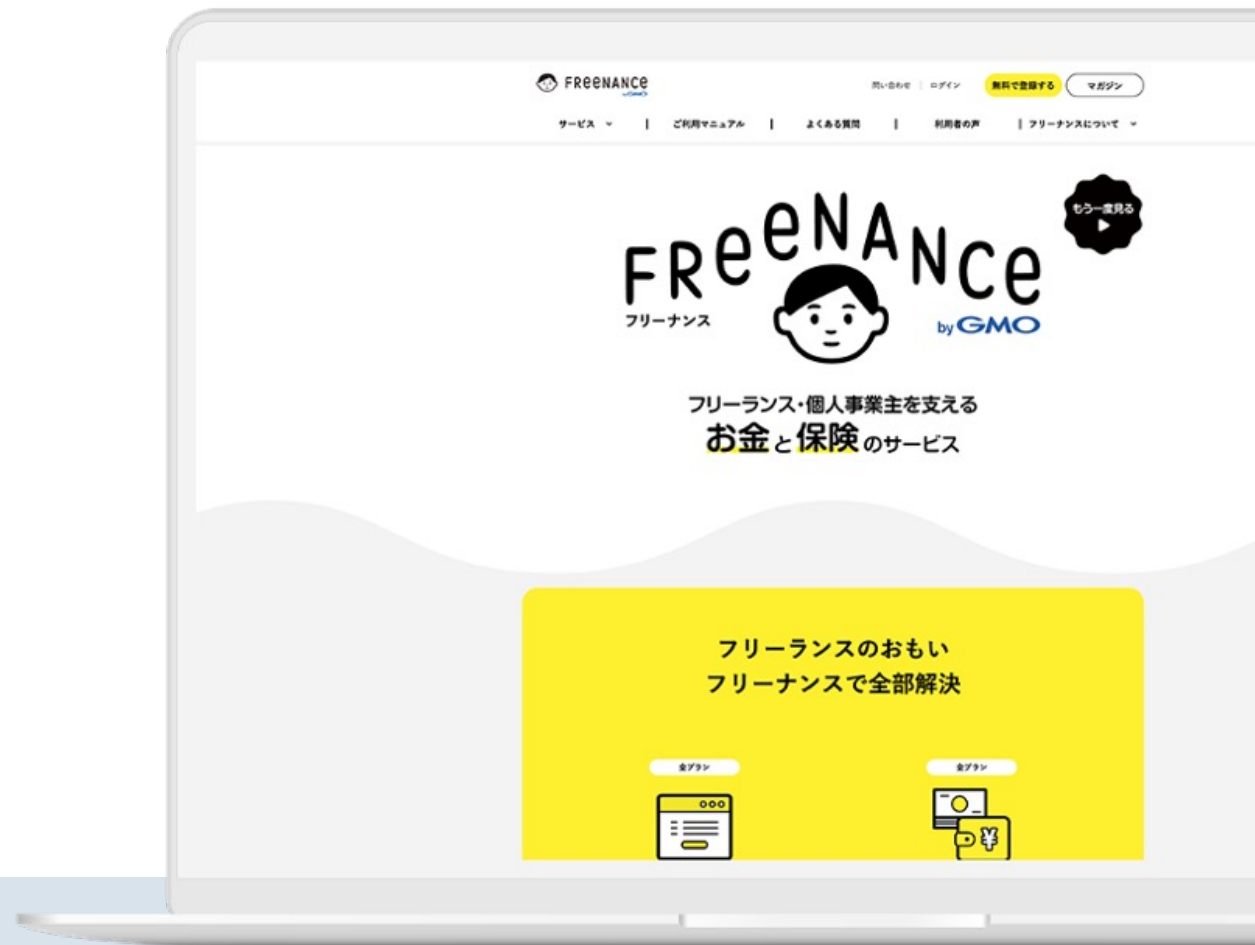 FReeNANCe
by GMO
問い合わせ | ログイン 無料で登録する マガジン
サービス | ご利用マニュアル | よくある質問 | 利用者の声 | フリーナンスについて
もう一度見る
FReeNANCe
フリーナンス
by GMO
フリーランス・個人事業主を支える
お金と保険のサービス
フリーランスのおもい
フリーナンスで全部解決
全プラン 全プラン
¥